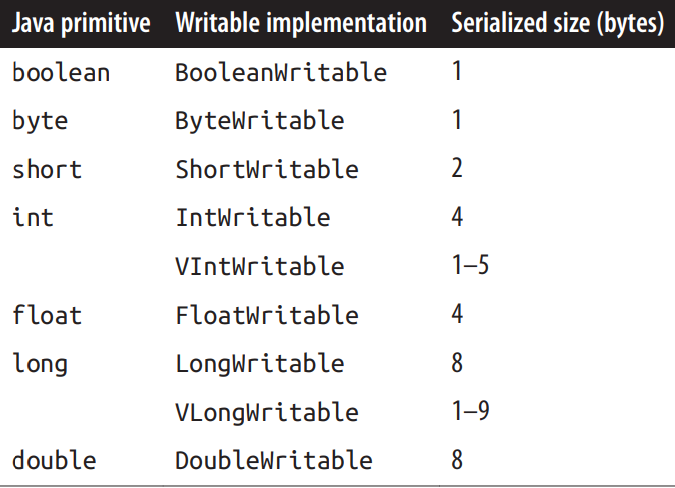 Java primitive Writable implementation Serialized size (bytes)
boolean BooleanWritable 1
byte ByteWritable 1
short ShortWritable 2
int IntWritable 4
VIntWritable 1–5
float FloatWritable 4
long LongWritable 8
VLongWritable 1–9
double DoubleWritable 8